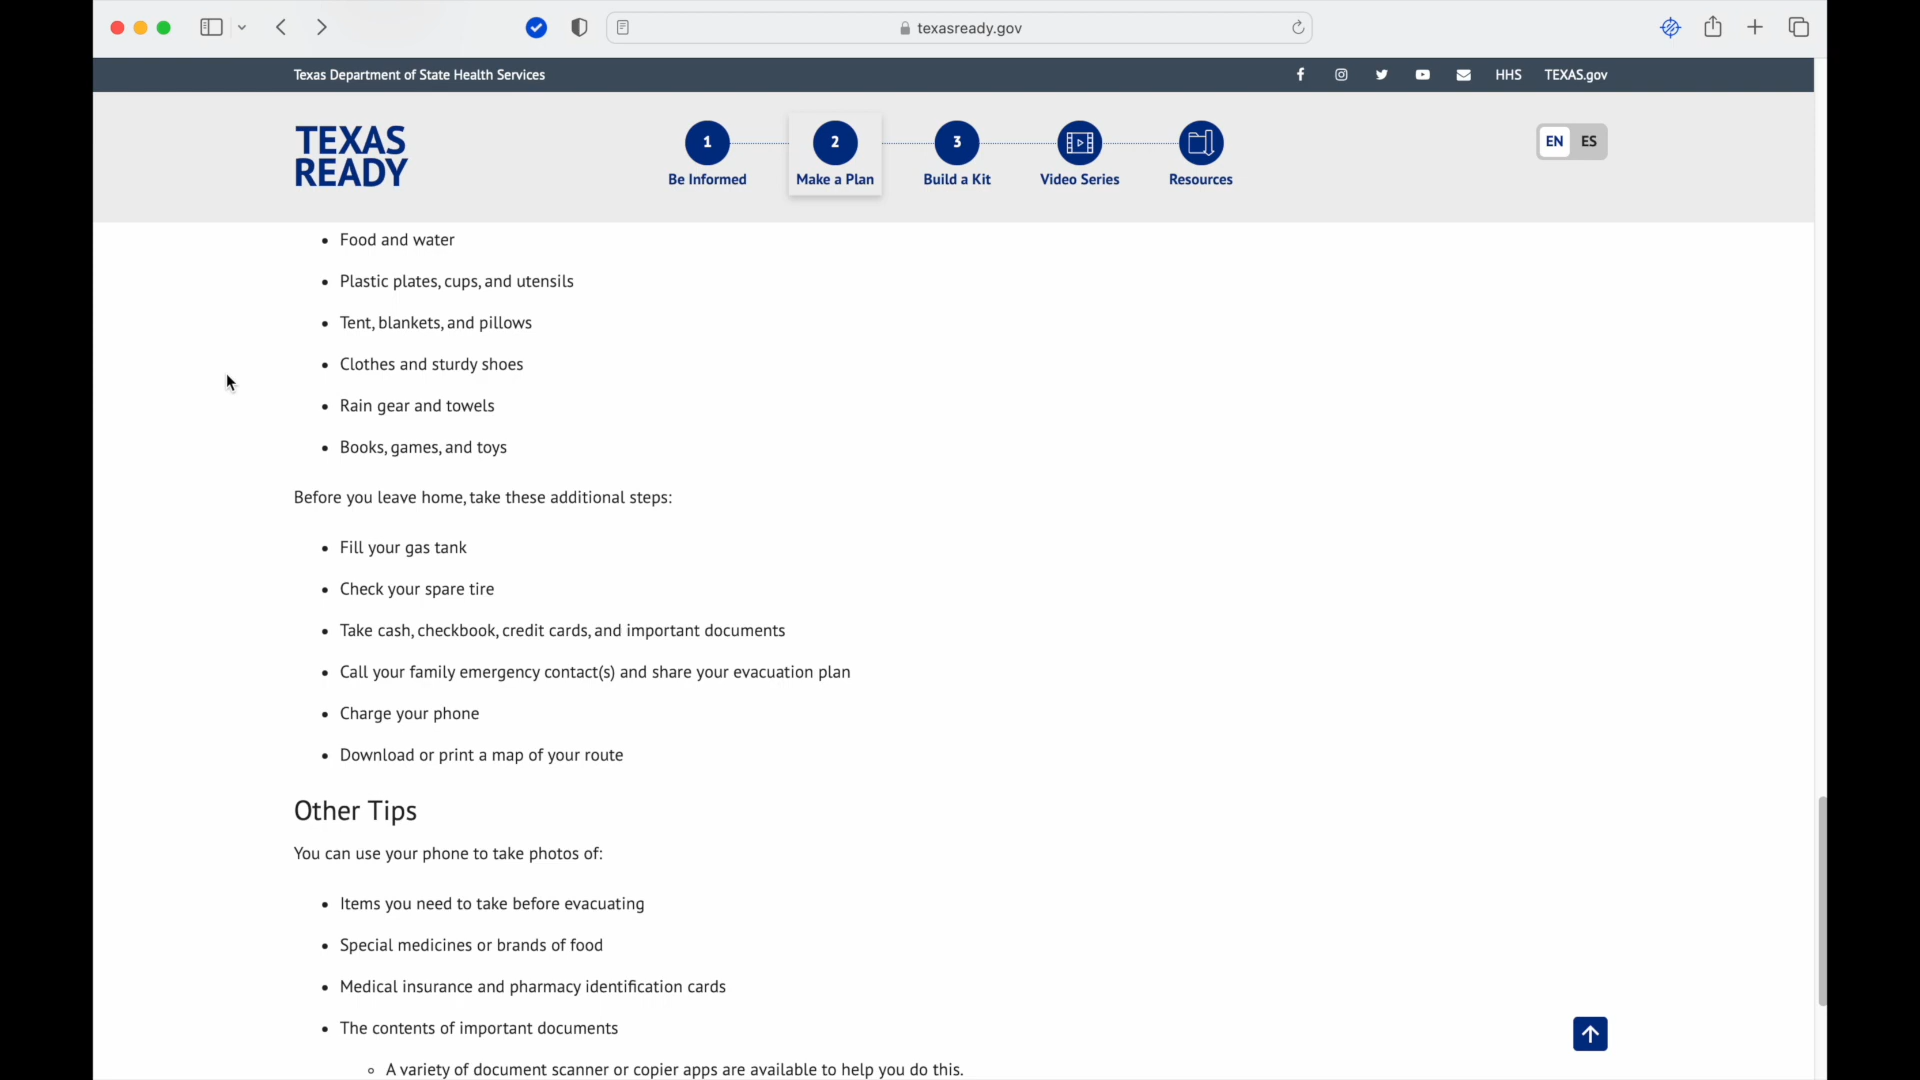 texasready.gov
Texas Department of State Health Services
HHS
TEXAS.gov
TEXAS
READY
1
Be Informed
2
Make a Plan
3
Build a Kit
Video Series
Resources
EN
ES
Food and water
Plastic plates, cups, and utensils
Tent, blankets, and pillows
Clothes and sturdy shoes
Rain gear and towels
Books, games, and toys
Before you leave home, take these additional steps:
Fill your gas tank
Check your spare tire
Take cash, checkbook, credit cards, and important documents
Call your family emergency contact(s) and share your evacuation plan
Charge your phone
Download or print a map of your route
Other Tips
You can use your phone to take photos of:
Items you need to take before evacuating
Special medicines or brands of food
Medical insurance and pharmacy identification cards
The contents of important documents
A variety of document scanner or copier apps are available to help you do this.